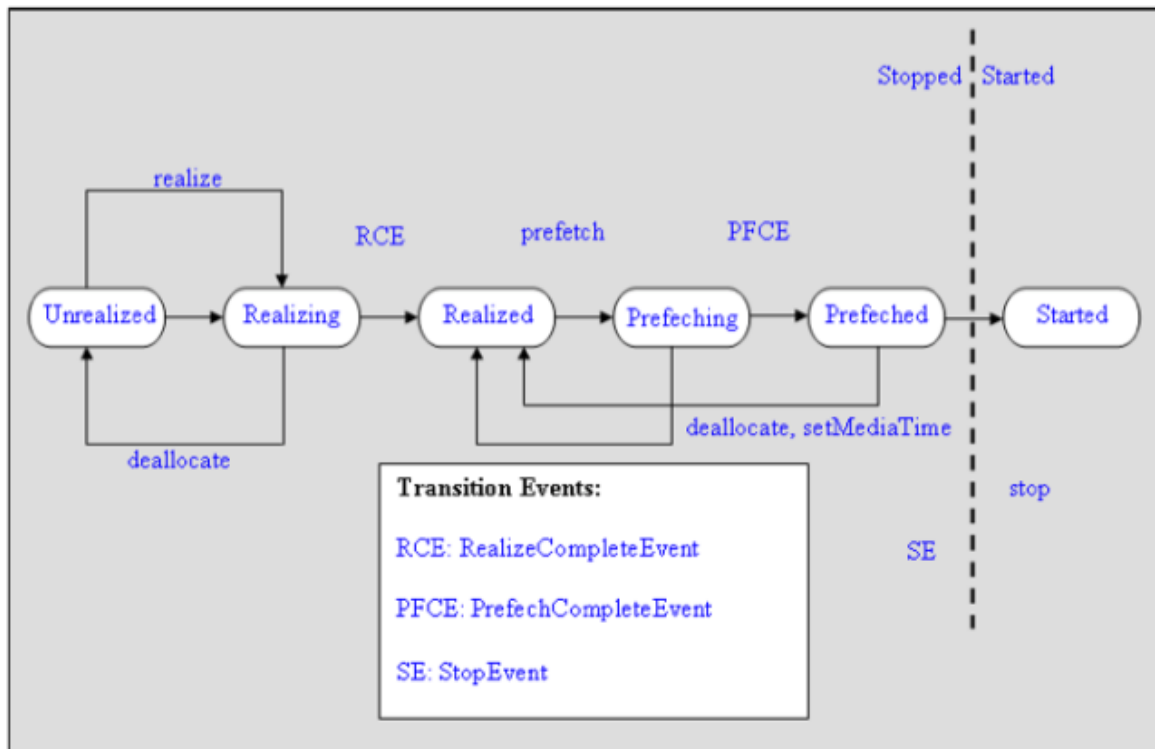 Stopped Started
realize
RCE prefetch PFCE
Unrealized Realizing Realized Prefeching Prefeched Started
deallocate, setMediaTime
deallocate
Transition Events:
stop
RCE: RealizeCompleteEvent
SE
PFCE: PrefechCompleteEvent
SE: StopEvent